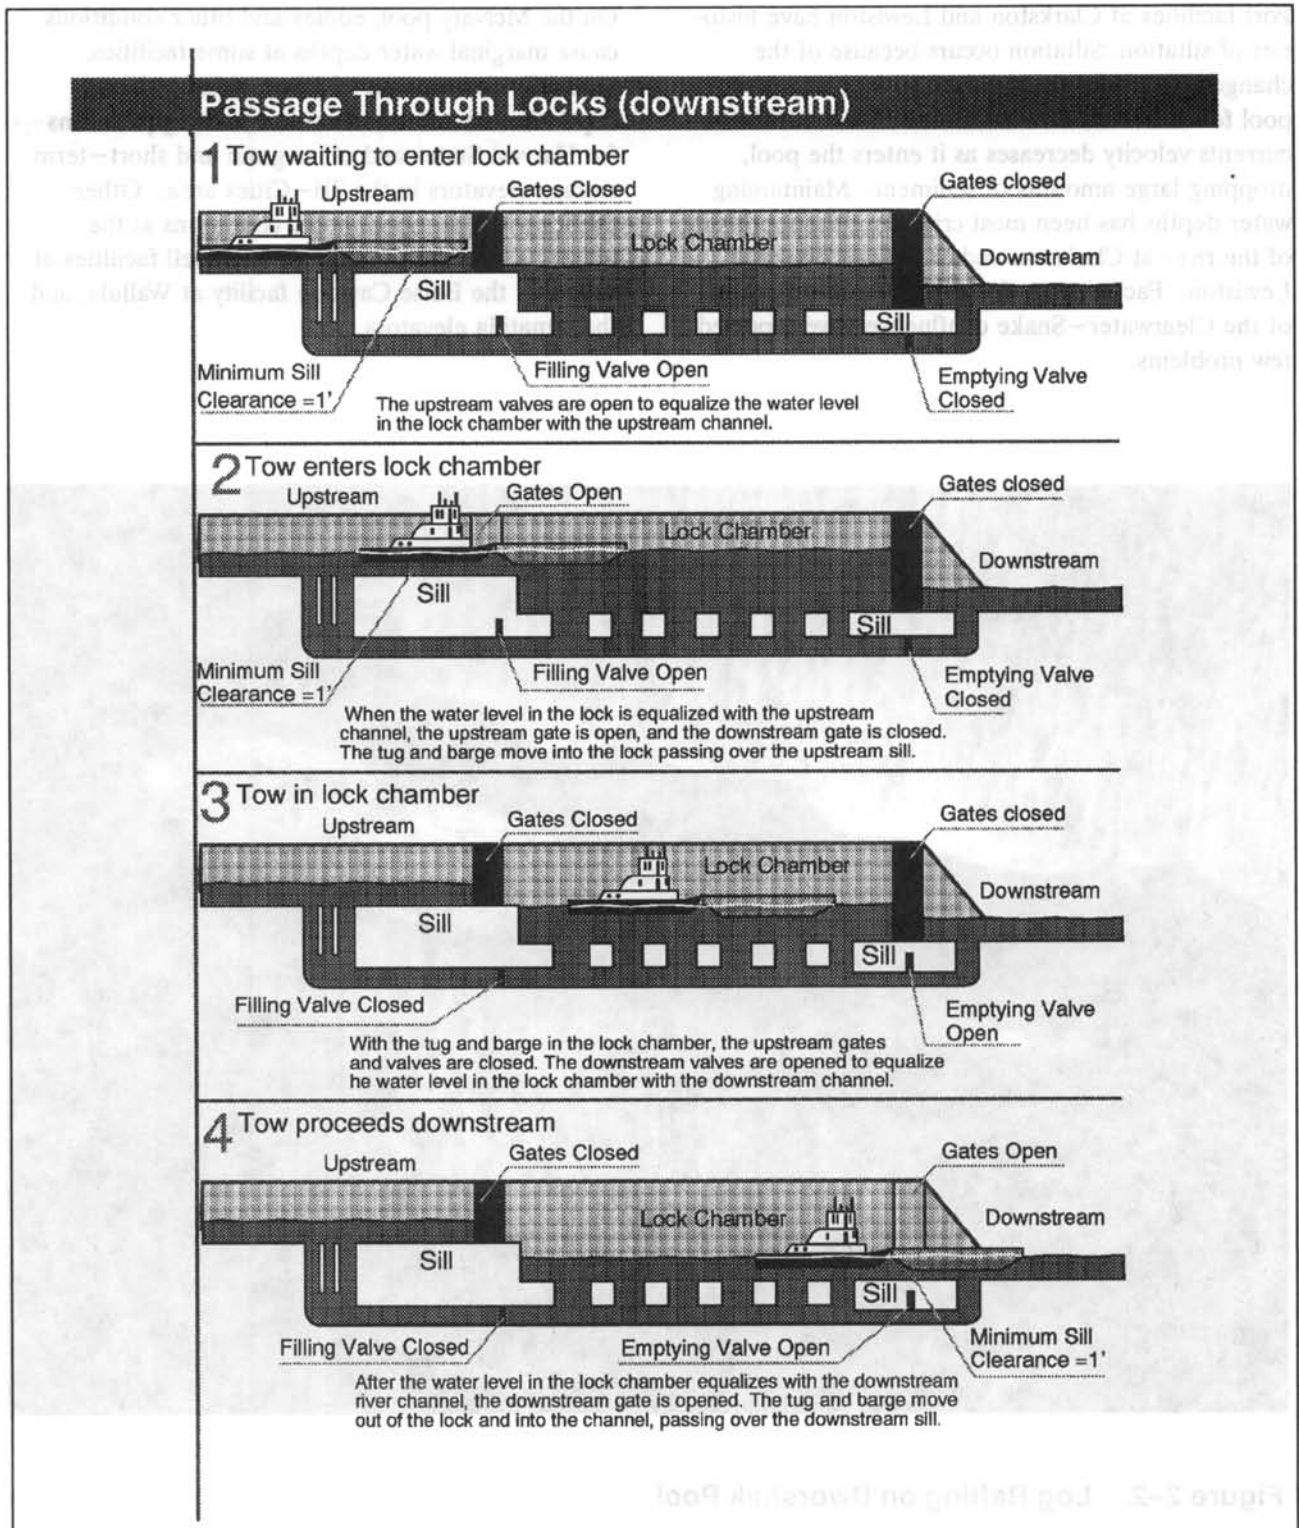 Passage Through Locks (downstream)
1 Tow waiting to enter lock chamber
Upstream
Gates Closed
Gates closed
Lock Chamber
Downstream
Sill
Sill
Minimum Sill
Clearance =1'
Filling Valve Open
Emptying Valve
Closed
The upstream valves are open to equalize the water level
in the lock chamber with the upstream channel.
2 Tow enters lock chamber
Upstream
Gates Open
Gates closed
Lock Chamber
Downstream
Sill
Sill
Minimum Sill
Clearance =1'
Filling Valve Open
Emptying Valve
Closed
When the water level in the lock is equalized with the upstream
channel, the upstream gate is open, and the downstream gate is closed.
The tug and barge move into the lock passing over the upstream sill.
3 Tow in lock chamber
Upstream
Gates Closed
Gates closed
Lock Chamber
Downstream
Sill
Sill
Filling Valve Closed
Emptying Valve
Open
With the tug and barge in the lock chamber, the upstream gates
and valves are closed. The downstream valves are opened to equalize
he water level in the lock chamber with the downstream channel.
4 Tow proceeds downstream
Upstream
Gates Closed
Gates Open
Lock Chamber
Downstream
Sill
Sill
Filling Valve Closed
Emptying Valve Open
Minimum Sill
Clearance =1'
After the water level in the lock chamber equalizes with the downstream
river channel, the downstream gate is opened. The tug and barge move
out of the lock and into the channel, passing over the downstream sill.
Figure 2-2. Log Rafting on Dworshak Pool